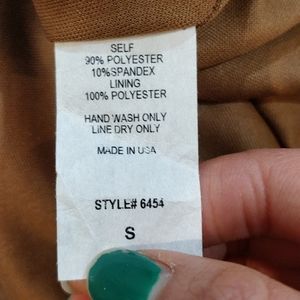 SELF
90% POLYESTER
10%SPANDEX
LINING
100% POLYESTER
HAND WASH ONLY
LINE DRY ONLY
MADE IN USA
STYLE# 6454
S